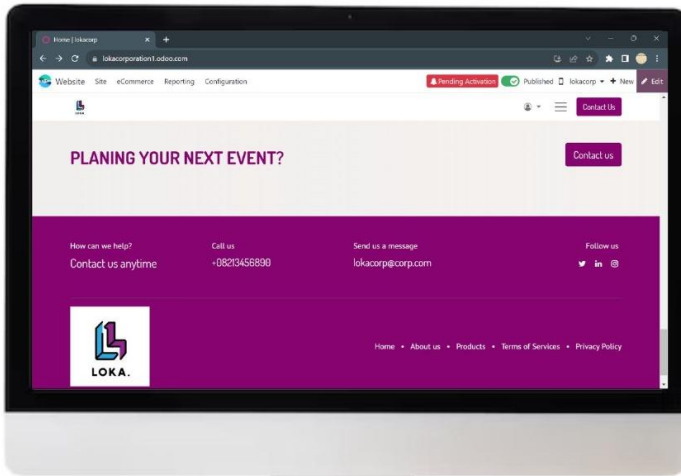 Home | lokacorp
lokacorporation1.odoo.com
Website Site eCommerce Reporting Configuration Pending Activation Published lokacorp + New Edit
Contact Us
PLANING YOUR NEXT EVENT? Contact us
How can we help? Call us Send us a message Follow us
Contact us anytime +08213456890 lokacorp@corp.com
Home • About us • Products • Terms of Services • Privacy Policy
LOKA.